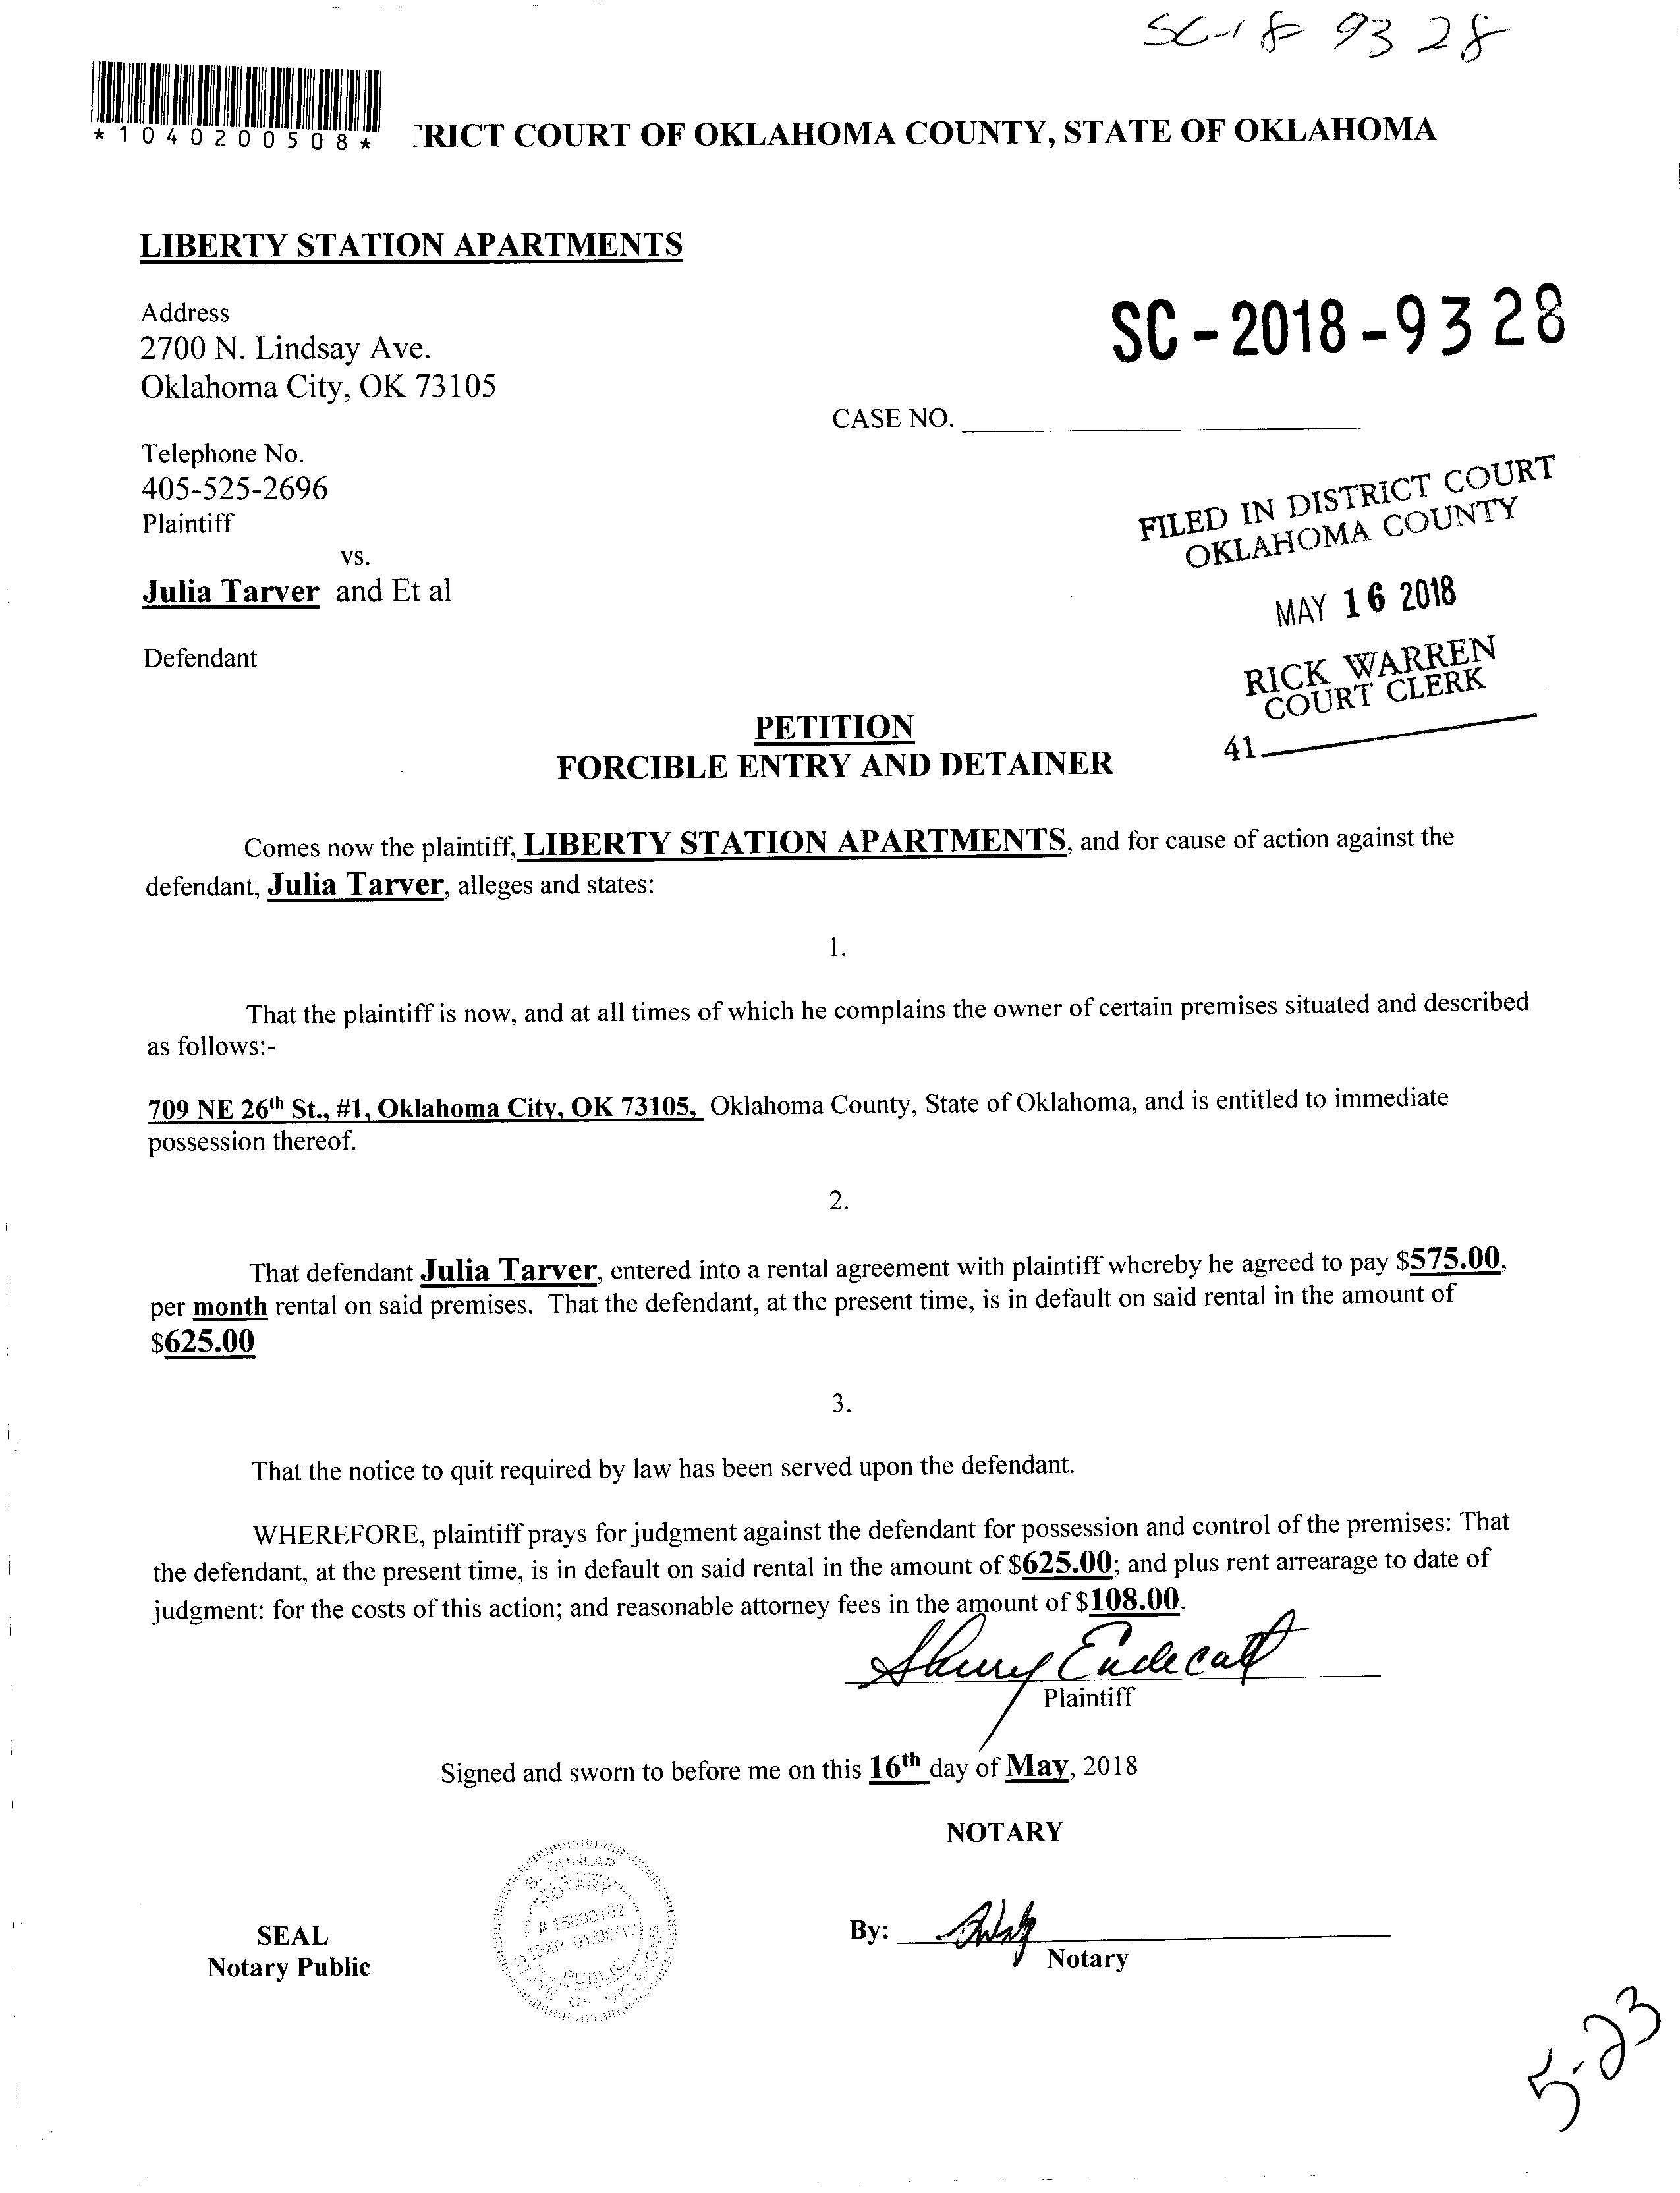 SC-18 9328
*1040200508*
TRICT COURT OF OKLAHOMA COUNTY, STATE OF OKLAHOMA
LIBERTY STATION APARTMENTS
Address
2700 N. Lindsay Ave.
Oklahoma City, OK 73105
SC-2018-9328
CASE NO.
Telephone No.
405-525-2696
Plaintiff
vs.
Julia Tarver and Et al
Defendant
FILED IN DISTRICT COURT
OKLAHOMA COUNTY
MAY 16 2018
RICK WARREN
COURT CLERK
41
PETITION
FORCIBLE ENTRY AND DETAINER
Comes now the plaintiff, LIBERTY STATION APARTMENTS, and for cause of action against the
defendant, Julia Tarver, alleges and states:
1.
That the plaintiff is now, and at all times of which he complains the owner of certain premises situated and described
as follows:-
709 NE 26th St., #1, Oklahoma City, OK 73105, Oklahoma County, State of Oklahoma, and is entitled to immediate
possession thereof.
2.
That defendant Julia Tarver, entered into a rental agreement with plaintiff whereby he agreed to pay $575.00,
per month rental on said premises. That the defendant, at the present time, is in default on said rental in the amount of
$625.00
3.
That the notice to quit required by law has been served upon the defendant.
WHEREFORE, plaintiff prays for judgment against the defendant for possession and control of the premises: That
the defendant, at the present time, is in default on said rental in the amount of $625.00; and plus rent arrearage to date of
judgment: for the costs of this action; and reasonable attorney fees in the amount of $108.00.
Sherry Endecott
Plaintiff
Signed and sworn to before me on this 16th day of May, 2018
NOTARY
S. DUNLAP
NOTARY
# 15000102
EXP. 01/06/19
PUBLIC
STATE OF OKLAHOMA
SEAL
Notary Public
By:
Notary
5-23